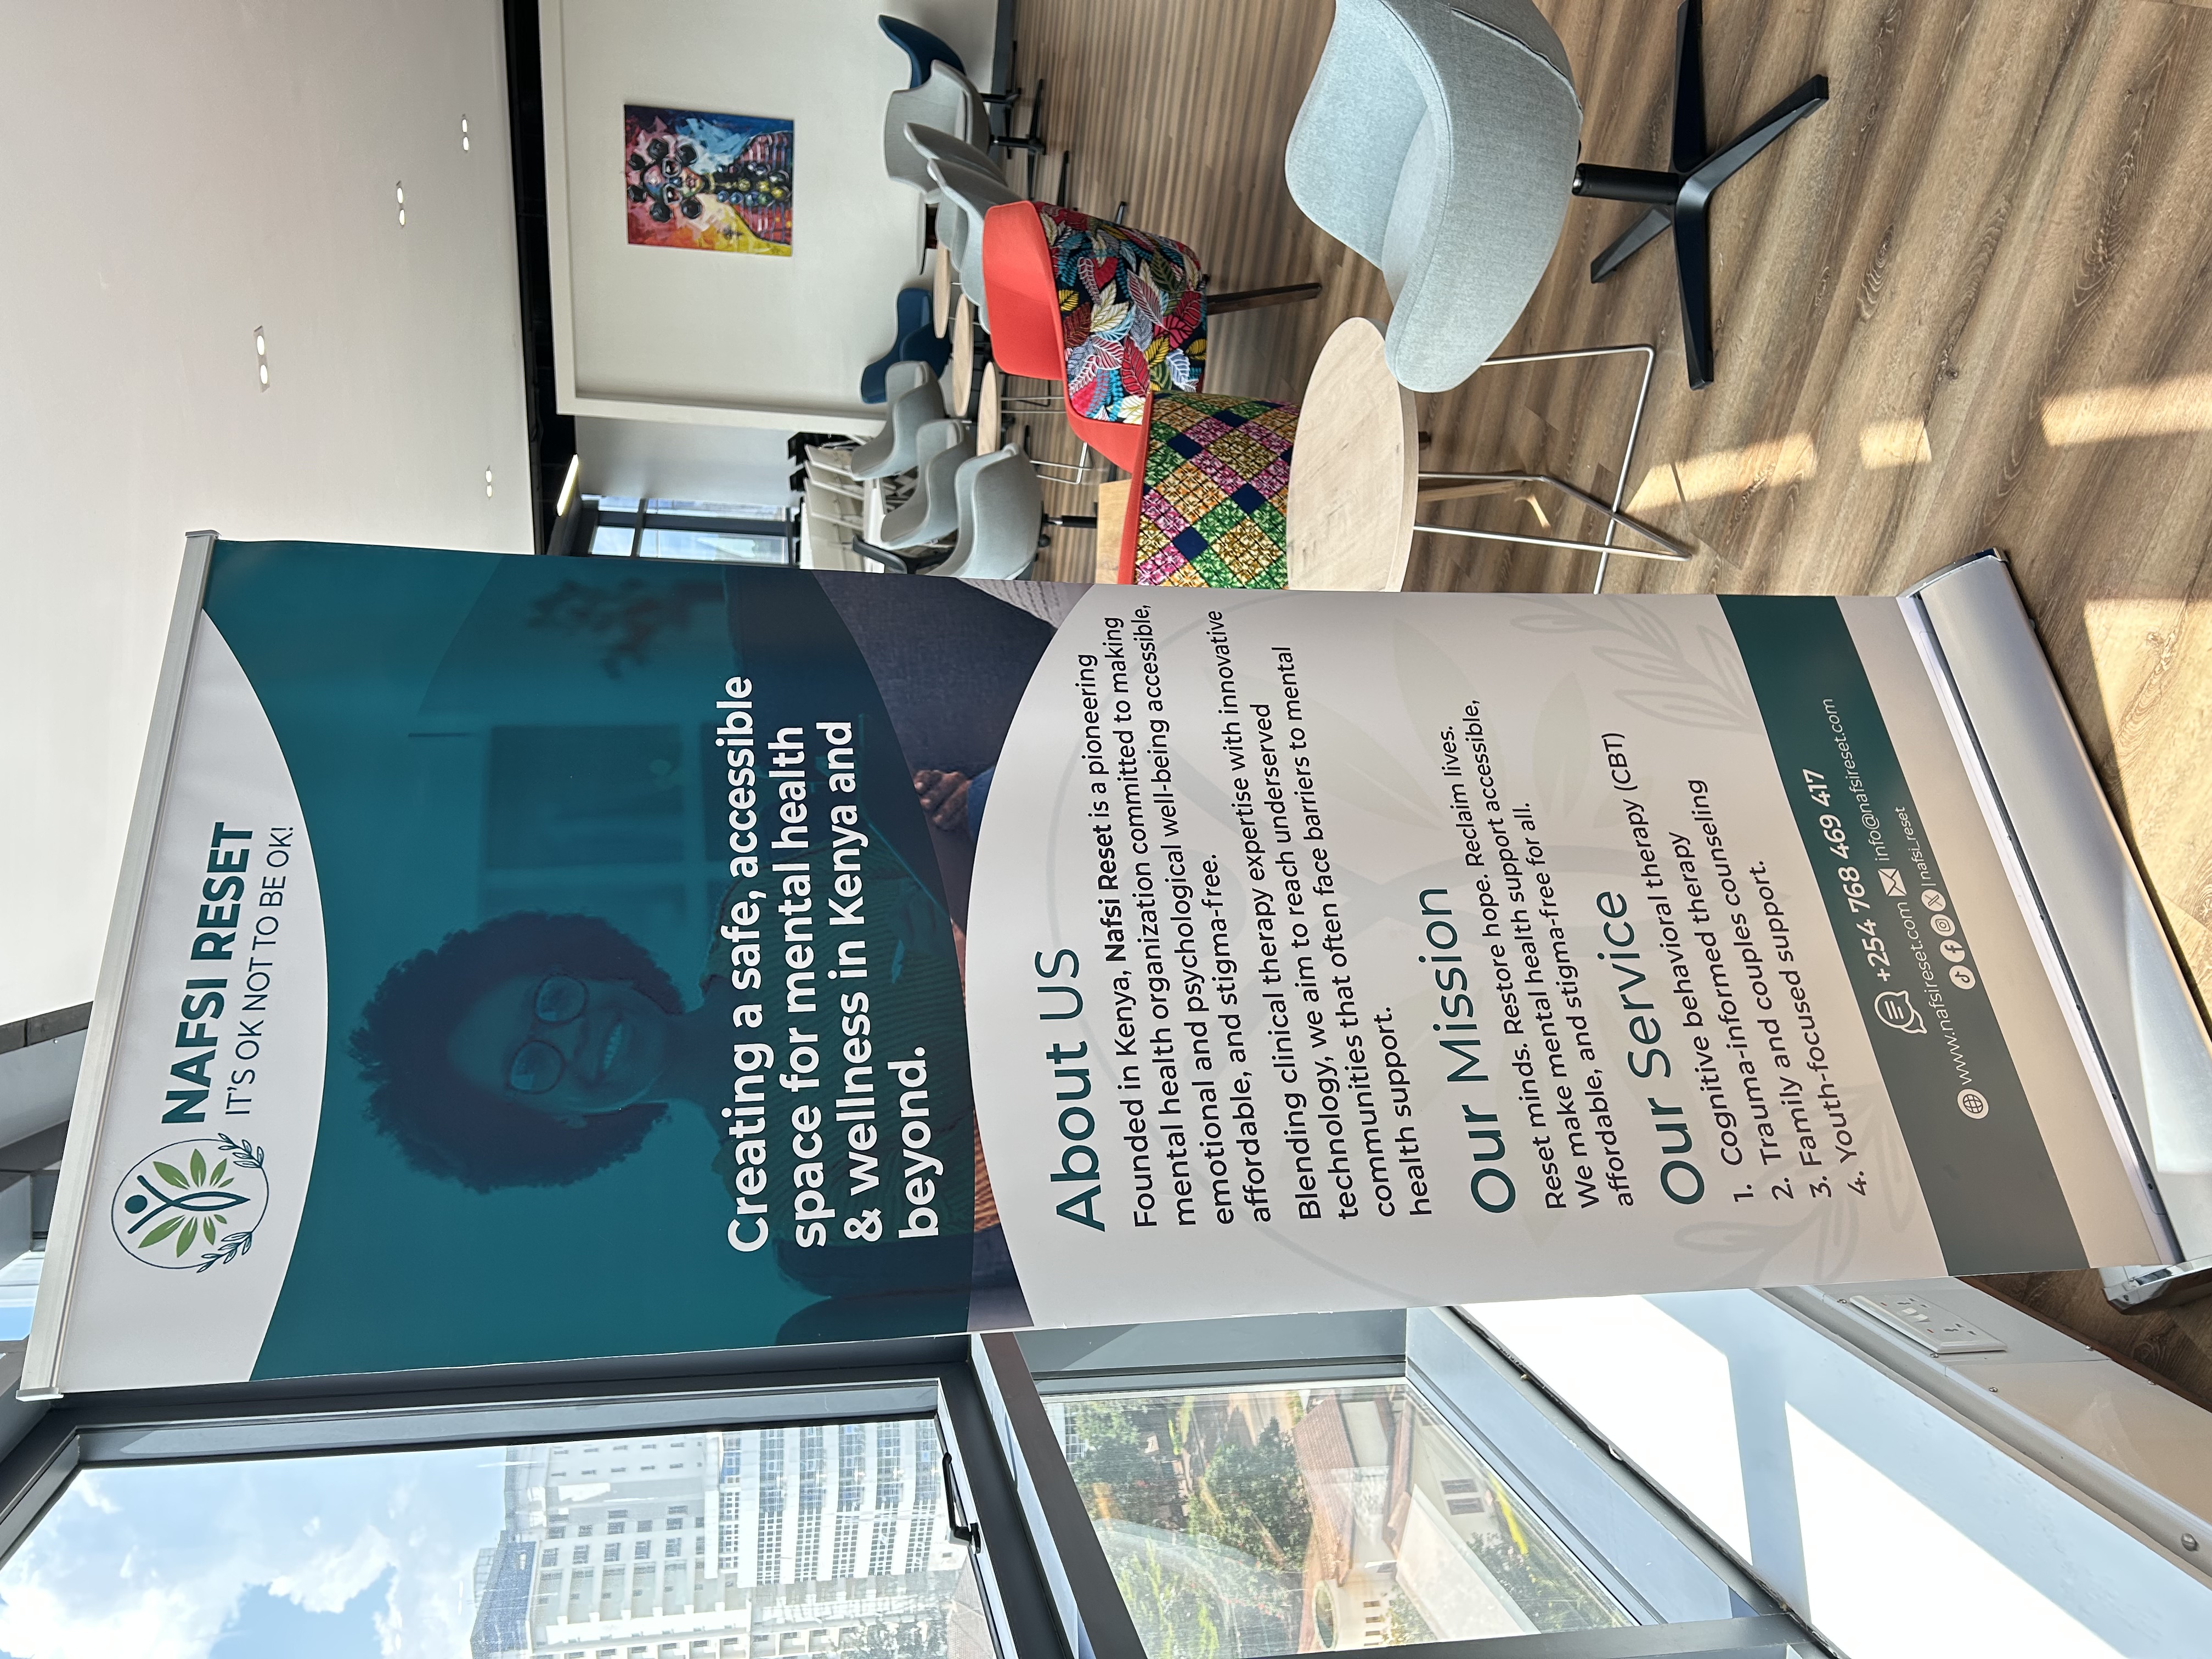 NAFSI RESET
IT'S OK NOT TO BE OK!
Creating a safe, accessible
space for mental health
& wellness in Kenya and
beyond.
About US
Founded in Kenya, Nafsi Reset is a pioneering
mental health organization committed to making
emotional and psychological well-being accessible,
affordable, and stigma-free.
Blending clinical therapy expertise with innovative
technology, we aim to reach underserved
communities that often face barriers to mental
health support.
Our Mission
Reset minds. Restore hope. Reclaim lives.
We make mental health support accessible,
affordable, and stigma-free for all.
Our Service
1. Cognitive behavioral therapy (CBT)
2. Trauma-informed therapy
3. Family and couples counseling
4. Youth-focused support.
+254 768 469 417
www.nafsireset.com info@nafsireset.com
|nafsi_reset